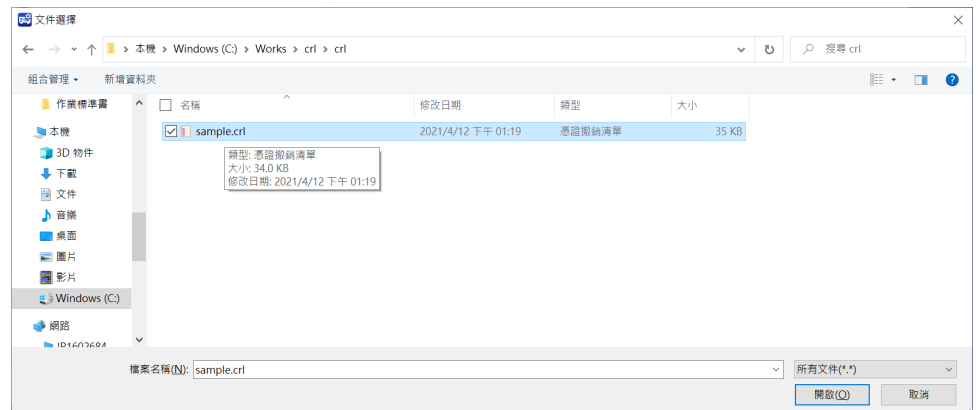 文件選擇
本機 › Windows (C:) › Works › crl › crl
搜尋 crl
組合管理 新增資料夾
作業標準書
本機
3D 物件
下載
文件
音樂
桌面
圖片
影片
Windows (C:)
網路
JP1602684
名稱 修改日期 類型 大小
sample.crl 2021/4/12 下午 01:19 憑證撤銷清單 35 KB
類型: 憑證撤銷清單
大小: 34.0 KB
修改日期: 2021/4/12 下午 01:19
檔案名稱(N): sample.crl 所有文件(*.*)
開啟(O) 取消